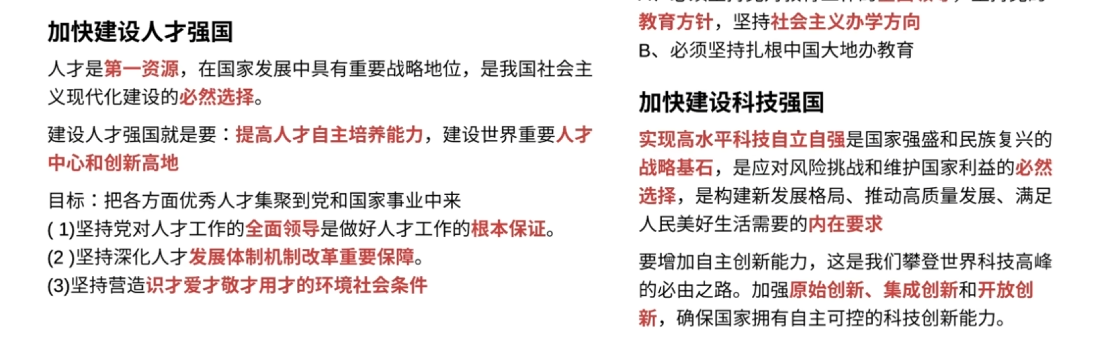 加快建设人才强国
人才是第一资源，在国家发展中具有重要战略地位，是我国社会主
义现代化建设的必然选择。
建设人才强国就是要：提高人才自主培养能力，建设世界重要人才
中心和创新高地
目标：把各方面优秀人才集聚到党和国家事业中来
( 1)坚持党对人才工作的全面领导是做好人才工作的根本保证。
(2 )坚持深化人才发展体制机制改革重要保障。
(3)坚持营造识才爱才敬才用才的环境社会条件
教育方针，坚持社会主义办学方向
B、必须坚持扎根中国大地办教育
加快建设科技强国
实现高水平科技自立自强是国家强盛和民族复兴的
战略基石，是应对风险挑战和维护国家利益的必然
选择，是构建新发展格局、推动高质量发展、满足
人民美好生活需要的内在要求
要增加自主创新能力，这是我们攀登世界科技高峰
的必由之路。加强原始创新、集成创新和开放创
新，确保国家拥有自主可控的科技创新能力。